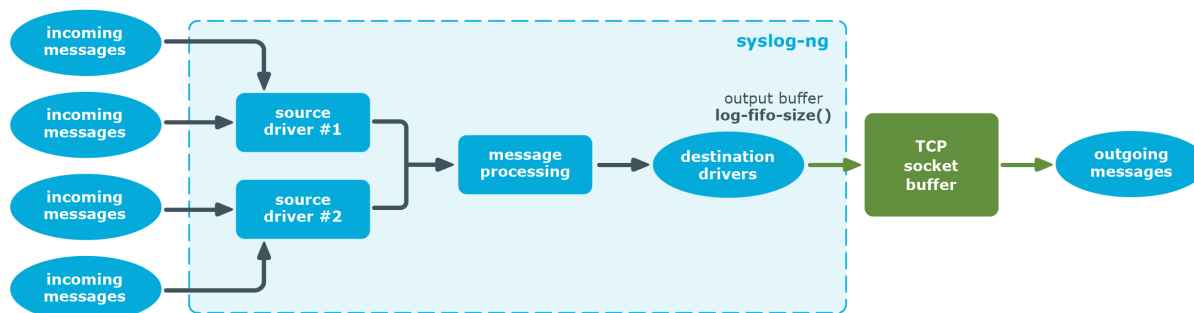 incoming
messages
syslog-ng
incoming
messages
source
driver #1
output buffer
log-fifo-size()
message
processing
destination
drivers
TCP
socket
buffer
outgoing
messages
incoming
messages
source
driver #2
incoming
messages